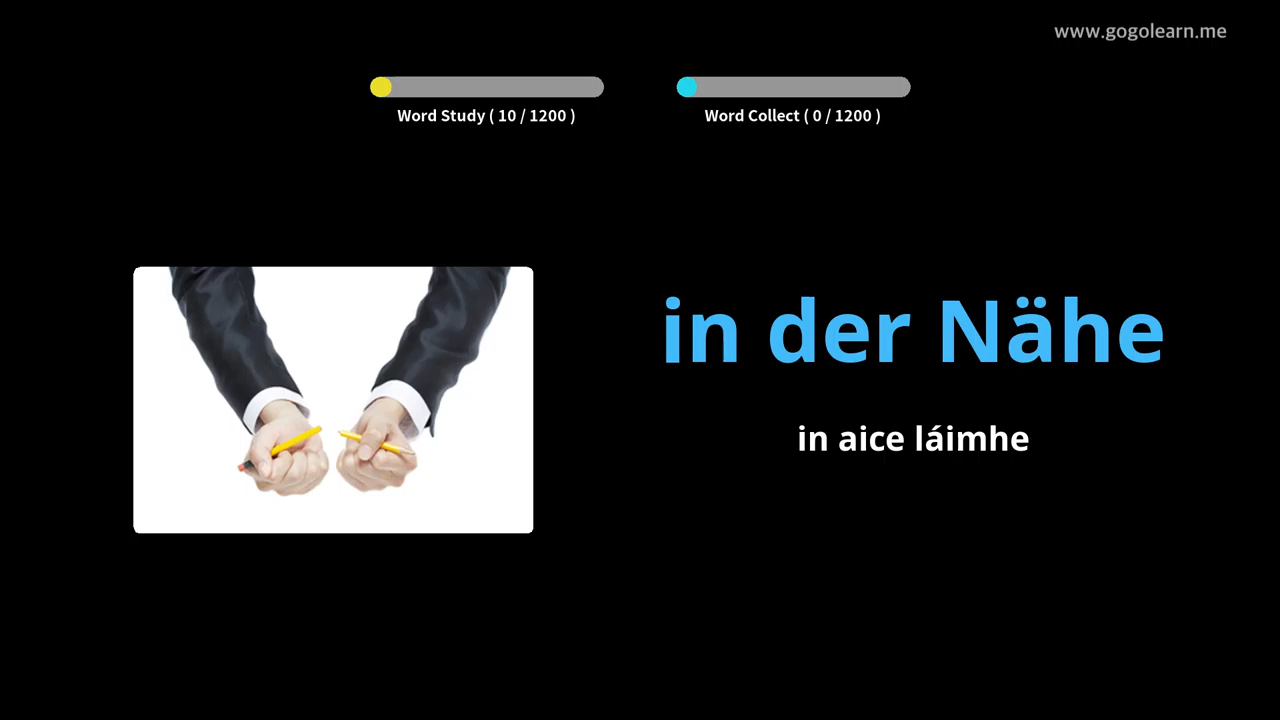 www.gogolearn.me
Word Study ( 10 / 1200 )
Word Collect ( 0 / 1200 )
in der Nähe
in aice láimhe